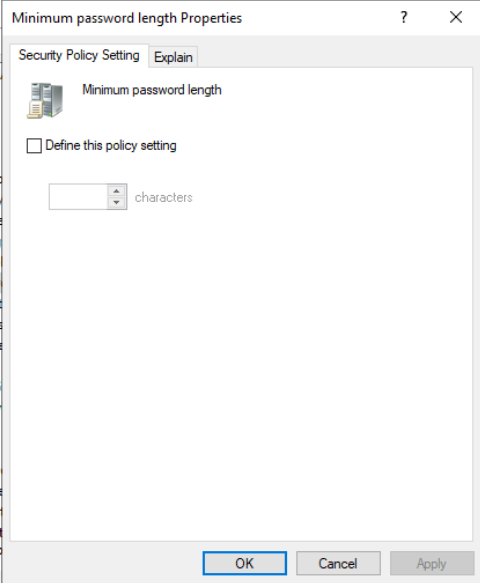 Minimum password length Properties
?
Security Policy Setting
Explain
Minimum password length
Define this policy setting
characters
OK
Cancel
Apply